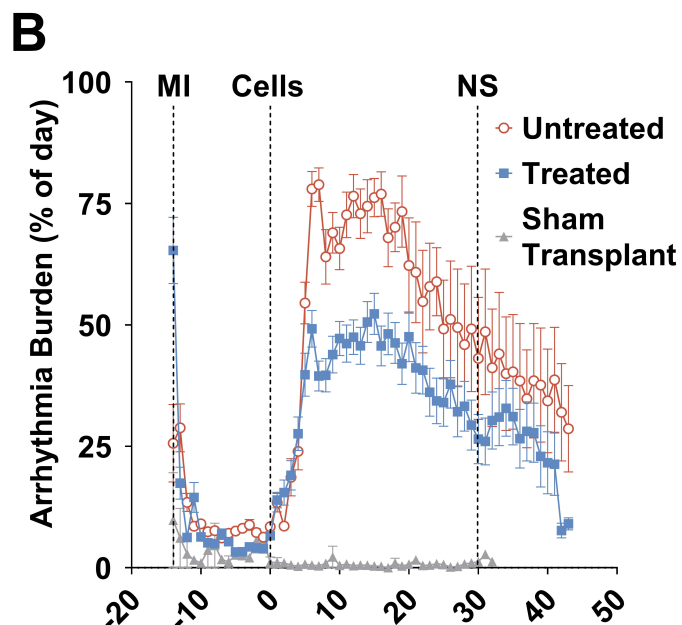 B
MI Cells NS
Arrhythmia Burden (% of day)
100
75
50
25
0
Untreated
Treated
Sham
Transplant
-20 -10 0 10 20 30 40 50